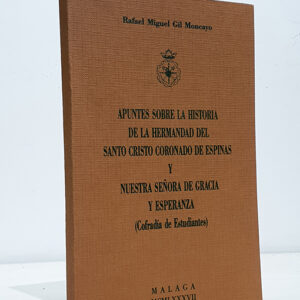 Rafael Miguel Gil Moncayo
APUNTES SOBRE LA HISTORIA
DE LA HERMANDAD DEL
SANTO CRISTO CORONADO DE ESPINAS
Y
NUESTRA SEÑORA DE GRACIA
Y ESPERANZA
(Cofradía de Estudiantes)
MALAGA
MCMLXXXVII